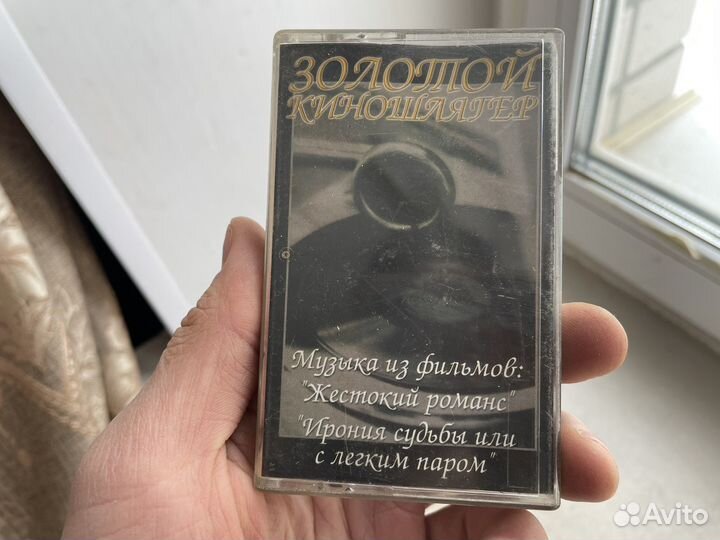 ЗОЛОТОЙ
КИНОШЛЯГЕР
Музыка из фильмов:
"Жестокий романс"
"Ирония судьбы или
с легким паром"
Avito